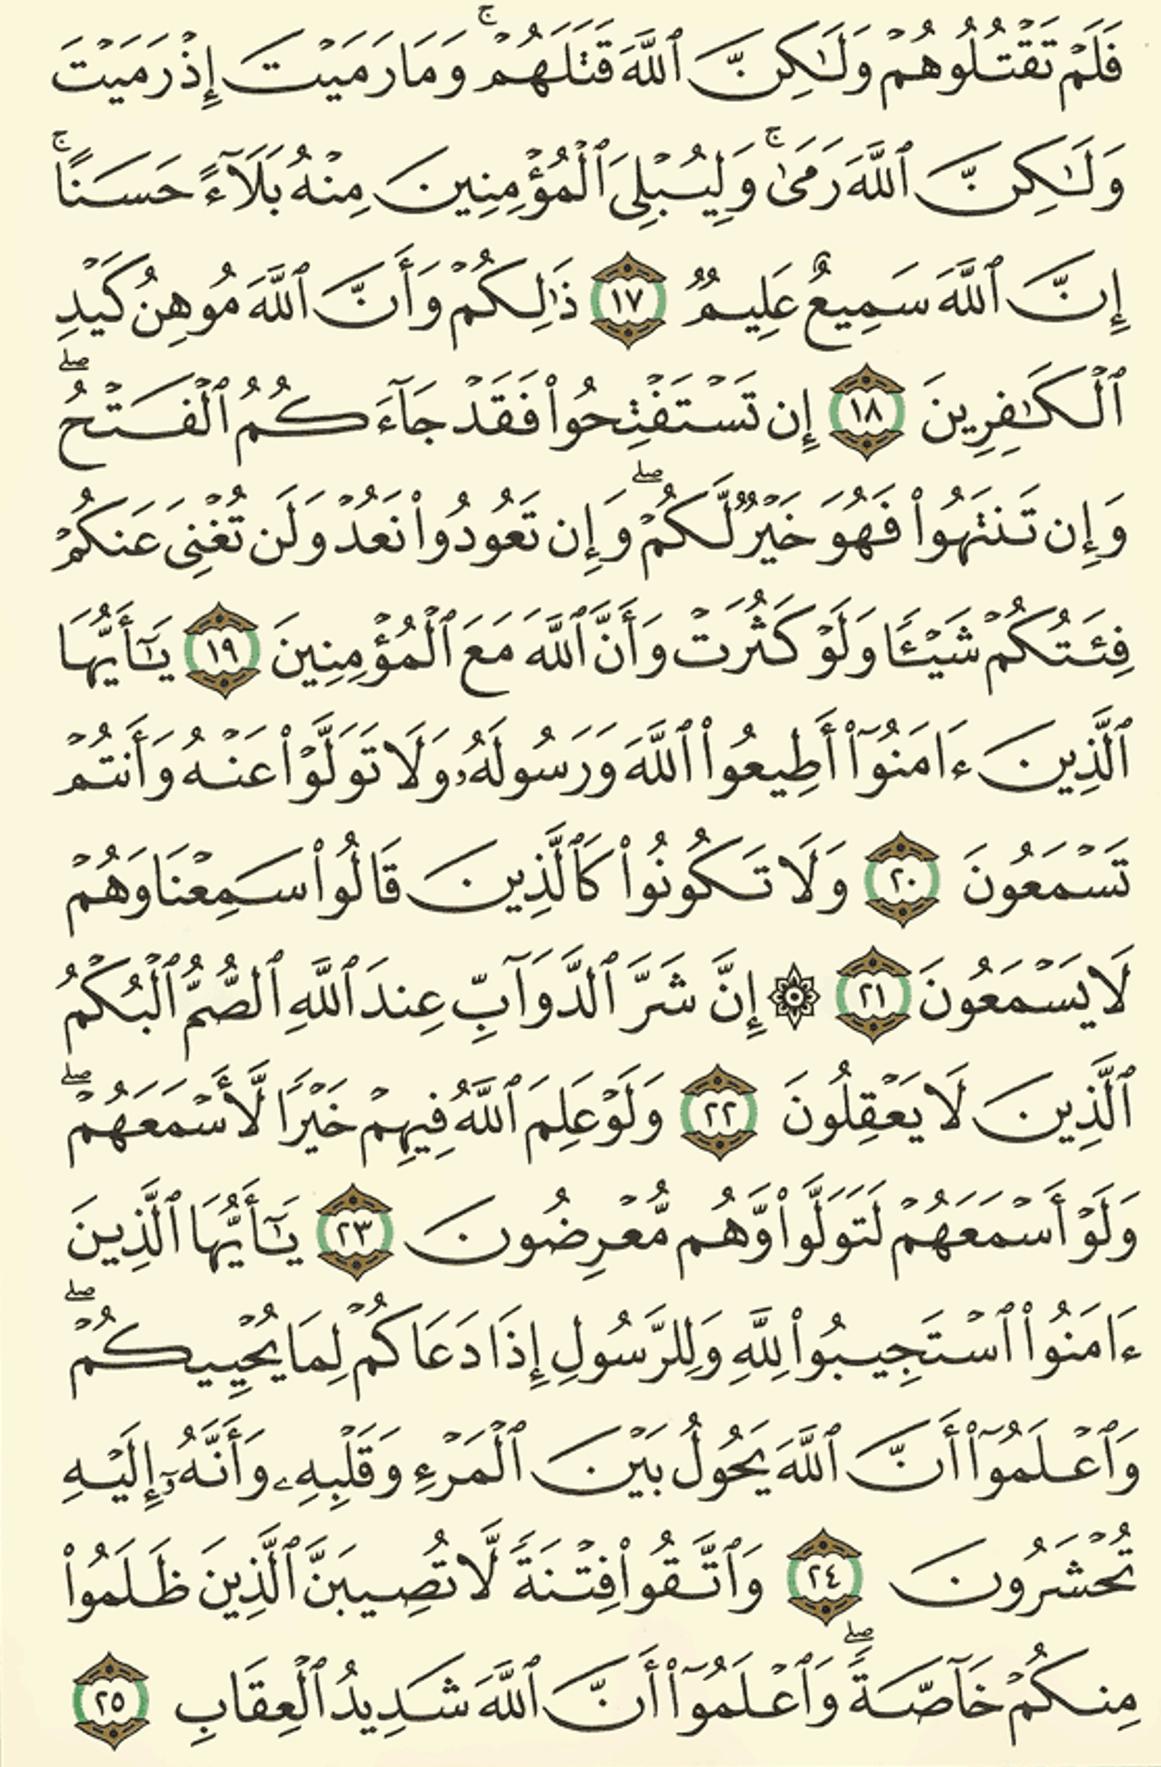 فَلَمْ تَقْتُلُوهُمْ وَلَٰكِنَّ ٱللَّهَ قَتَلَهُمْ ۚ وَمَا رَمَيْتَ إِذْ رَمَيْتَ
وَلَٰكِنَّ ٱللَّهَ رَمَىٰ ۚ وَلِيُبْلِىَ ٱلْمُؤْمِنِينَ مِنْهُ بَلَآءً حَسَنًا ۚ
إِنَّ ٱللَّهَ سَمِيعٌ عَلِيمٌ ١٧ ذَٰلِكُمْ وَأَنَّ ٱللَّهَ مُوهِنُ كَيْدِ
ٱلْكَٰفِرِينَ ١٨ إِن تَسْتَفْتِحُوا۟ فَقَدْ جَآءَكُمُ ٱلْفَتْحُ ۖ
وَإِن تَنتَهُوا۟ فَهُوَ خَيْرٌ لَّكُمْ ۖ وَإِن تَعُودُوا۟ نَعُدْ وَلَن تُغْنِىَ عَنكُمْ
فِئَتُكُمْ شَيْـًٔا وَلَوْ كَثُرَتْ وَأَنَّ ٱللَّهَ مَعَ ٱلْمُؤْمِنِينَ ١٩ يَٰٓأَيُّهَا
ٱلَّذِينَ ءَامَنُوٓا۟ أَطِيعُوا۟ ٱللَّهَ وَرَسُولَهُۥ وَلَا تَوَلَّوْا۟ عَنْهُ وَأَنتُمْ
تَسْمَعُونَ ٢٠ وَلَا تَكُونُوا۟ كَٱلَّذِينَ قَالُوا۟ سَمِعْنَا وَهُمْ
لَا يَسْمَعُونَ ٢١ ۞ إِنَّ شَرَّ ٱلدَّوَآبِّ عِندَ ٱللَّهِ ٱلصُّمُّ ٱلْبُكْمُ
ٱلَّذِينَ لَا يَعْقِلُونَ ٢٢ وَلَوْ عَلِمَ ٱللَّهُ فِيهِمْ خَيْرًا لَّأَسْمَعَهُمْ ۖ
وَلَوْ أَسْمَعَهُمْ لَتَوَلَّوا۟ وَّهُم مُّعْرِضُونَ ٢٣ يَٰٓأَيُّهَا ٱلَّذِينَ
ءَامَنُوا۟ ٱسْتَجِيبُوا۟ لِلَّهِ وَلِلرَّسُولِ إِذَا دَعَاكُمْ لِمَا يُحْيِيكُمْ ۖ
وَٱعْلَمُوٓا۟ أَنَّ ٱللَّهَ يَحُولُ بَيْنَ ٱلْمَرْءِ وَقَلْبِهِۦ وَأَنَّهُۥٓ إِلَيْهِ
تُحْشَرُونَ ٢٤ وَٱتَّقُوا۟ فِتْنَةً لَّا تُصِيبَنَّ ٱلَّذِينَ ظَلَمُوا۟
مِنكُمْ خَآصَّةً ۖ وَٱعْلَمُوٓا۟ أَنَّ ٱللَّهَ شَدِيدُ ٱلْعِقَابِ ٢٥